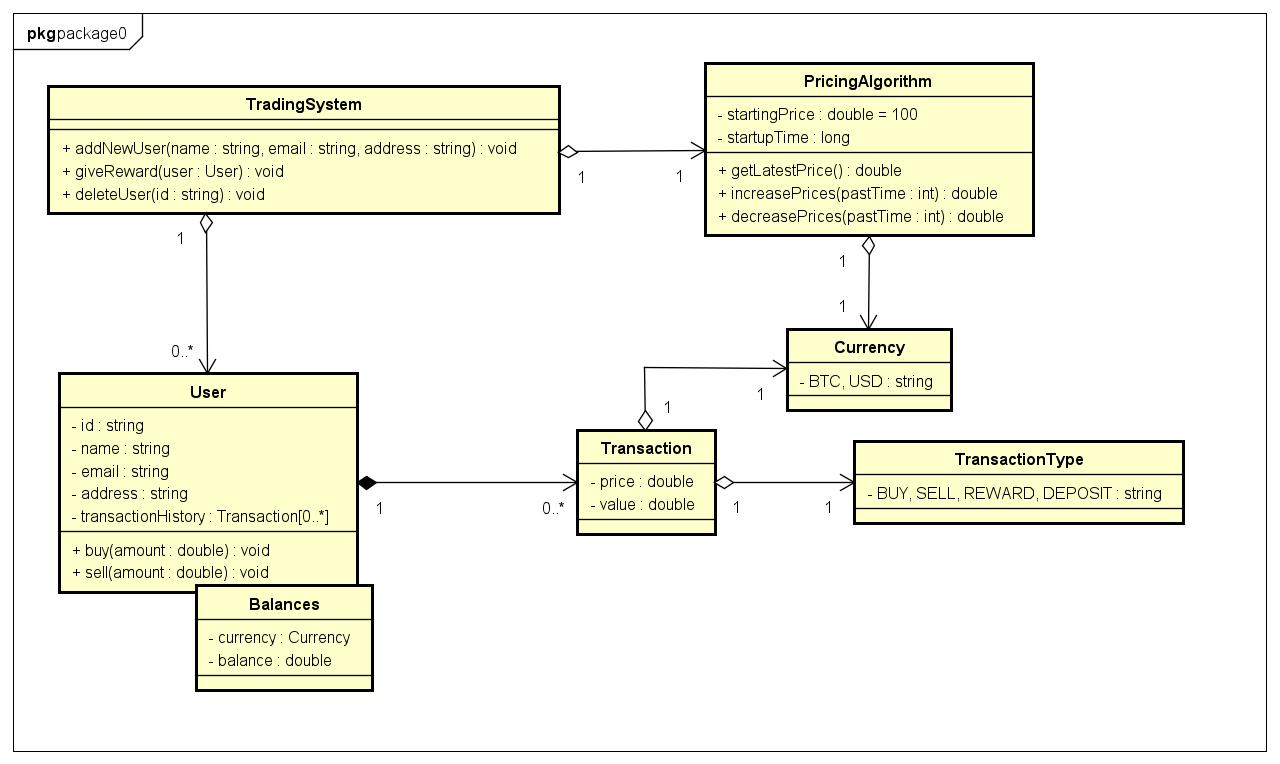 pkg package0
TradingSystem
+ addNewUser(name : string, email : string, address : string) : void
+ giveReward(user : User) : void
+ deleteUser(id : string) : void
1
1
PricingAlgorithm
- startingPrice : double = 100
- startupTime : long
+ getLatestPrice() : double
+ increasePrices(pastTime : int) : double
+ decreasePrices(pastTime : int) : double
1
0..*
1
1
Currency
- BTC, USD : string
User
- id : string
- name : string
- email : string
- address : string
- transactionHistory : Transaction[0..*]
+ buy(amount : double) : void
+ sell(amount : double) : void
1
0..*
1
1
Transaction
- price : double
- value : double
1
1
TransactionType
- BUY, SELL, REWARD, DEPOSIT : string
Balances
- currency : Currency
- balance : double